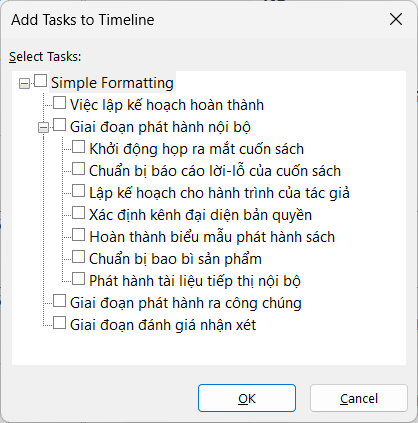 Add Tasks to Timeline
Select Tasks:
Simple Formatting
Việc lập kế hoạch hoàn thành
Giai đoạn phát hành nội bộ
Khởi động họp ra mắt cuốn sách
Chuẩn bị báo cáo lời-lỗ của cuốn sách
Lập kế hoạch cho hành trình của tác giả
Xác định kênh đại diện bản quyền
Hoàn thành biểu mẫu phát hành sách
Chuẩn bị bao bì sản phẩm
Phát hành tài liệu tiếp thị nội bộ
Giai đoạn phát hành ra công chúng
Giai đoạn đánh giá nhận xét
OK
Cancel